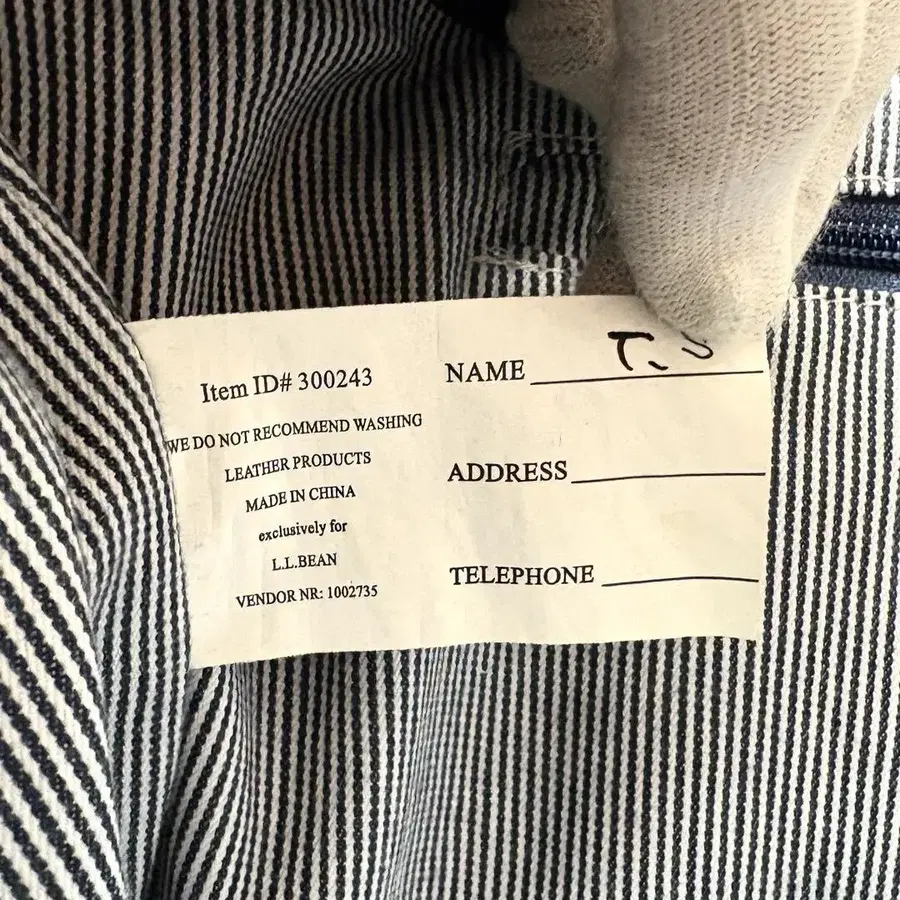 Item ID# 300243
WE DO NOT RECOMMEND WASHING
LEATHER PRODUCTS
MADE IN CHINA
exclusively for
L.L.BEAN
VENDOR NR: 1002735
NAME T.S
ADDRESS
TELEPHONE